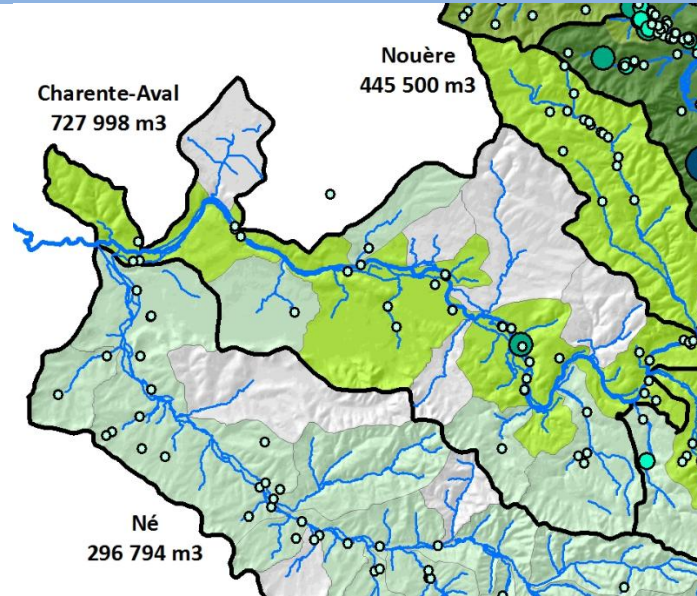 Nouère
445 500 m3
Charente-Aval
727 998 m3
Né
296 794 m3